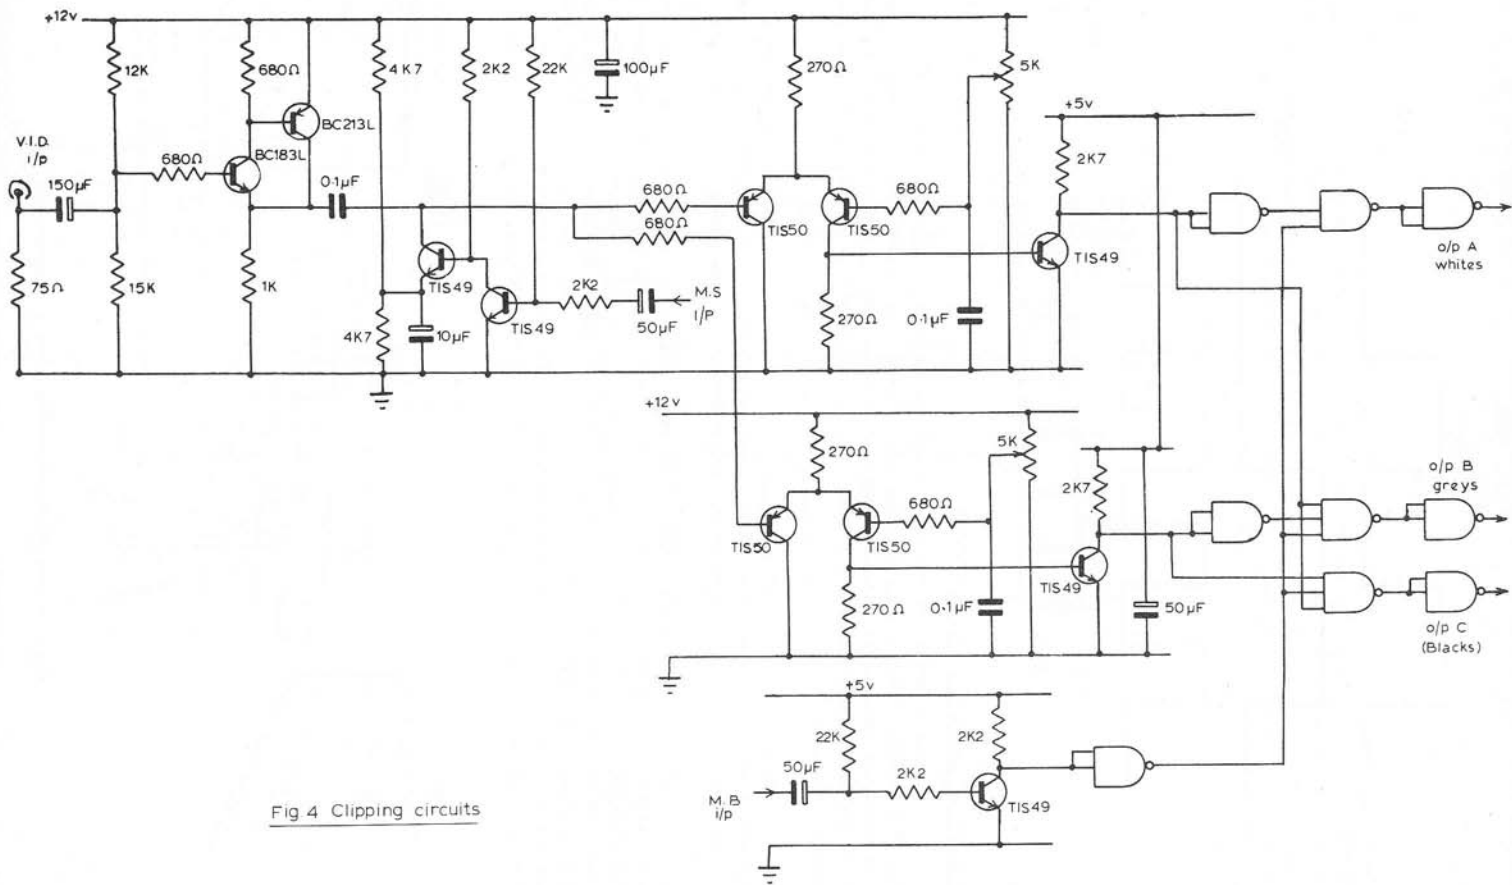 +12v
12K
680Ω
4K7
2K2
22K
100µF
270Ω
5K
+5v
BC213L
2K7
V.I.D.
i/p
150µF
680Ω
BC183L
0·1µF
680Ω
680Ω
680Ω
TIS50
TIS50
TIS49
o/p A
whites
75Ω
15K
1K
TIS49
2K2
M.S
I/P
50µF
TIS49
4K7
10µF
270Ω
0·1µF
+12v
270Ω
5K
2K7
o/p B
greys
680Ω
TIS50
TIS50
TIS49
270Ω
0·1µF
50µF
o/p C
(Blacks)
+5v
22K
2K2
50µF
2K2
M.B
i/p
TIS49
Fig.4 Clipping circuits